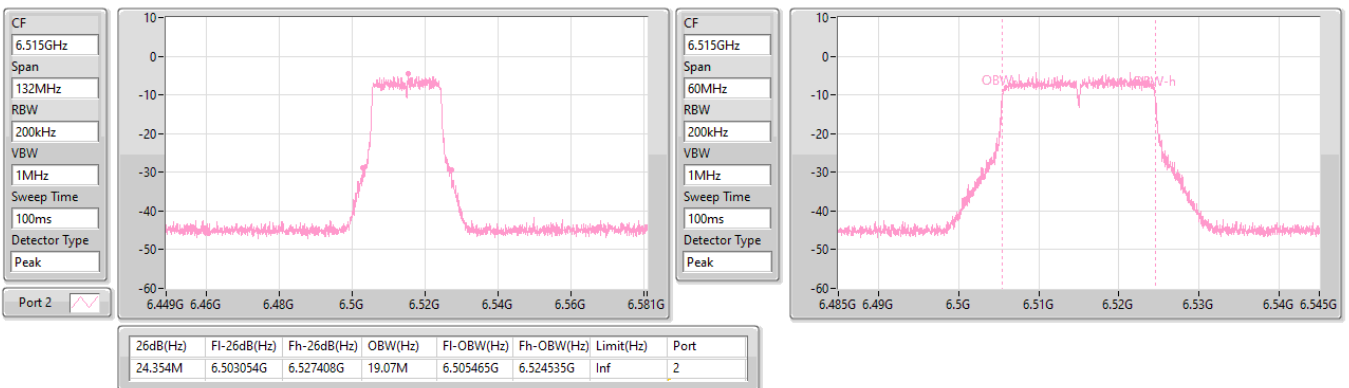 CF
6.515GHz
Span
132MHz
RBW
200kHz
VBW
1MHz
Sweep Time
100ms
Detector Type
Peak
Port 2
10
0
-10
-20
-30
-40
-50
-60
6.449G 6.46G 6.48G 6.5G 6.52G 6.54G 6.56G 6.581G
CF
6.515GHz
Span
60MHz
RBW
200kHz
VBW
1MHz
Sweep Time
100ms
Detector Type
Peak
10
0
-10
-20
-30
-40
-50
-60
6.485G 6.49G 6.5G 6.51G 6.52G 6.53G 6.54G 6.545G
26dB(Hz) Fl-26dB(Hz) Fh-26dB(Hz) OBW(Hz) Fl-OBW(Hz) Fh-OBW(Hz) Limit(Hz) Port
24.354M 6.503054G 6.527408G 19.07M 6.505465G 6.524535G Inf 2